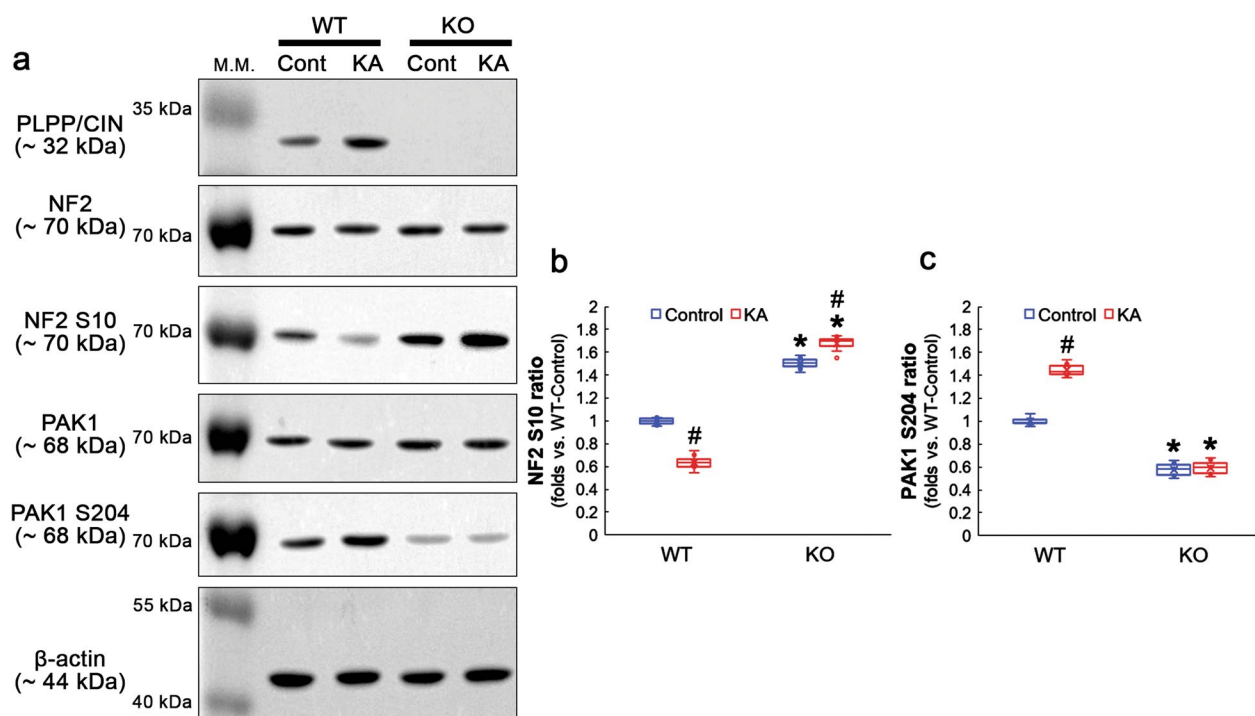 a
WT KO
M.M. Cont KA Cont KA
PLPP/CIN
(~ 32 kDa)
35 kDa
NF2
(~ 70 kDa)
70 kDa
NF2 S10
(~ 70 kDa)
70 kDa
PAK1
(~ 68 kDa)
70 kDa
PAK1 S204
(~ 68 kDa)
70 kDa
β-actin
(~ 44 kDa)
55 kDa
40 kDa
b
NF2 S10 ratio
(folds vs. WT-Control)
Control KA
2
1.8
1.6
1.4
1.2
1
0.8
0.6
0.4
0.2
0
#
*
#
*
WT KO
c
PAK1 S204 ratio
(folds vs. WT-Control)
Control KA
2
1.8
1.6
1.4
1.2
1
0.8
0.6
0.4
0.2
0
#
* *
WT KO